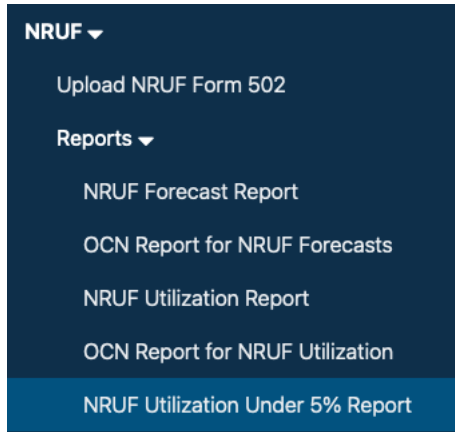 NRUF
Upload NRUF Form 502
Reports
NRUF Forecast Report
OCN Report for NRUF Forecasts
NRUF Utilization Report
OCN Report for NRUF Utilization
NRUF Utilization Under 5% Report